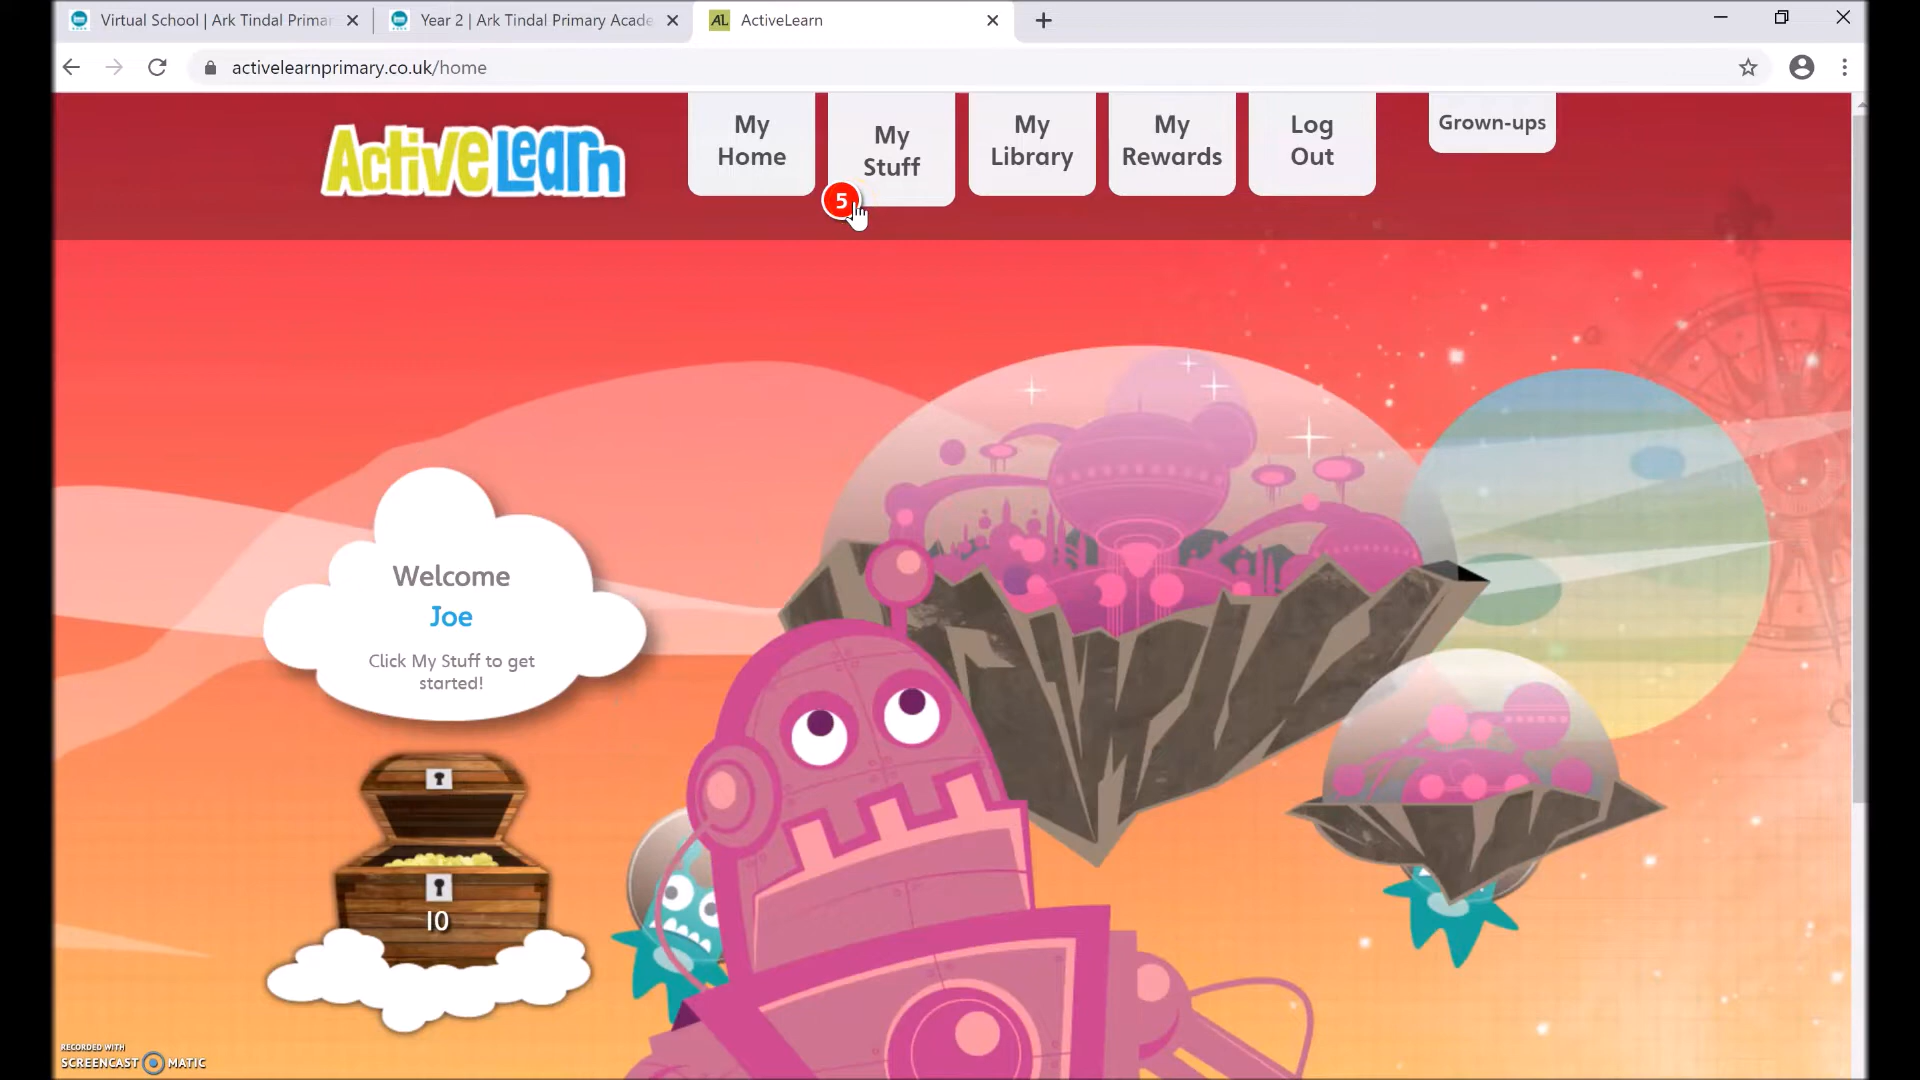 Virtual School | Ark Tindal Primar
Year 2 | Ark Tindal Primary Acade
AL ActiveLearn
activelearnprimary.co.uk/home
ActiveLearn
My Home
My Stuff
5
My Library
My Rewards
Log Out
Grown-ups
Welcome
Joe
Click My Stuff to get
started!
10
RECORDED WITH
SCREENCAST MATIC